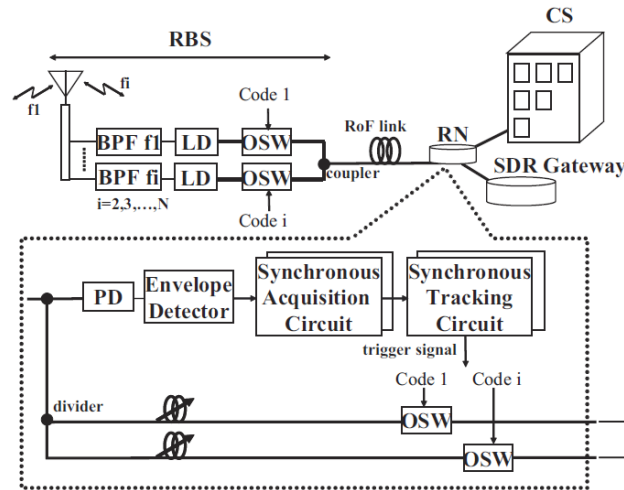 CS
RBS
fi
f1
Code 1
BPF f1
LD
OSW
RoF link
RN
BPF fi
LD
OSW
coupler
SDR Gateway
i=2,3,...,N
Code i
PD
Envelope
Detector
Synchronous
Acquisition
Circuit
Synchronous
Tracking
Circuit
trigger signal
Code 1
Code i
divider
OSW
OSW